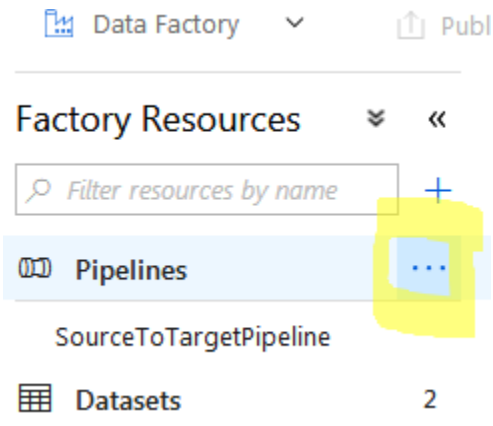 Data Factory Publ
Factory Resources
Filter resources by name
Pipelines ...
SourceToTargetPipeline
Datasets 2